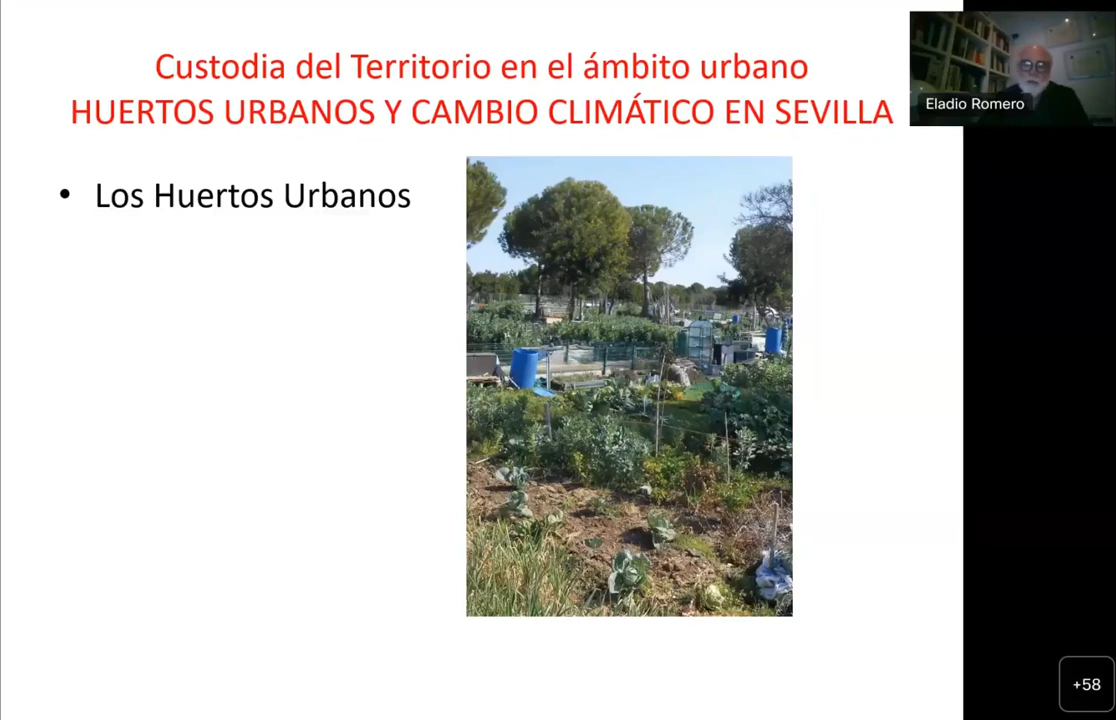 Custodia del Territorio en el ámbito urbano
HUERTOS URBANOS Y CAMBIO CLIMÁTICO EN SEVILLA
Eladio Romero
• Los Huertos Urbanos
+58